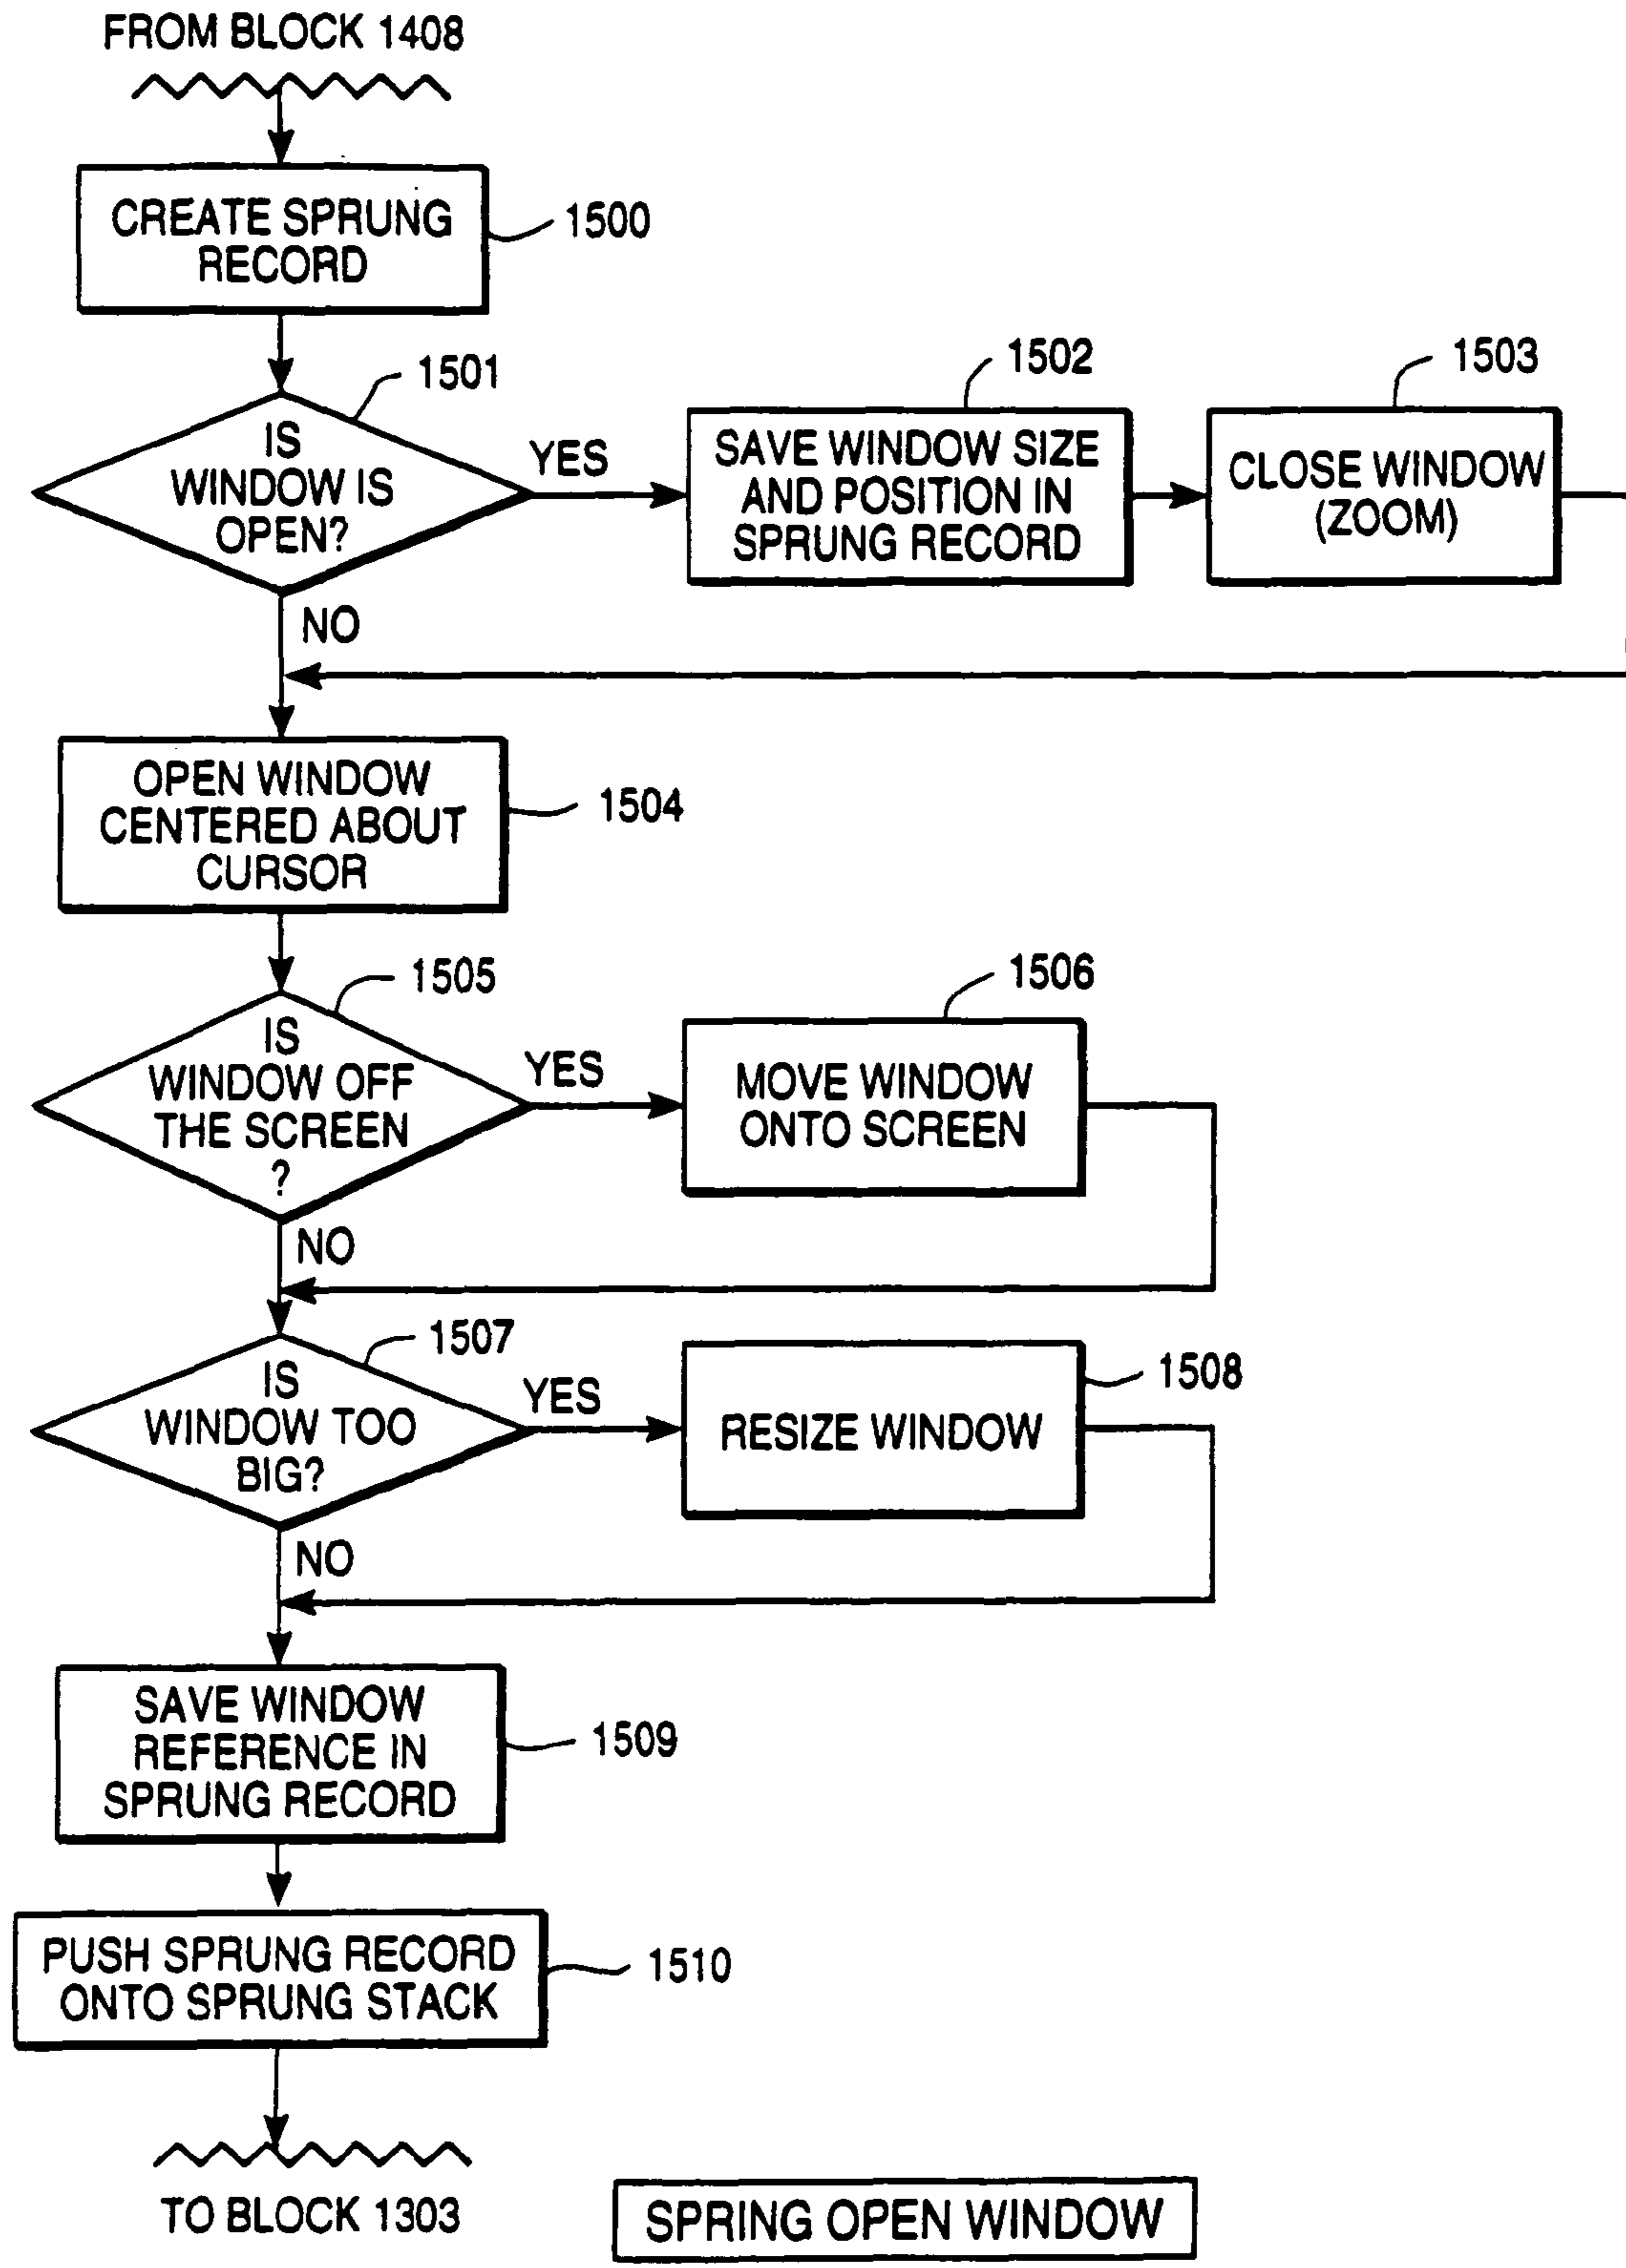 FROM BLOCK 1408
CREATE SPRUNG
RECORD
1500
1501
IS
WINDOW IS
OPEN?
YES
1502
SAVE WINDOW SIZE
AND POSITION IN
SPRUNG RECORD
1503
CLOSE WINDOW
(ZOOM)
NO
OPEN WINDOW
CENTERED ABOUT
CURSOR
1504
1505
IS
WINDOW OFF
THE SCREEN
?
YES
1506
MOVE WINDOW
ONTO SCREEN
NO
1507
IS
WINDOW TOO
BIG?
YES
1508
RESIZE WINDOW
NO
SAVE WINDOW
REFERENCE IN
SPRUNG RECORD
1509
PUSH SPRUNG RECORD
ONTO SPRUNG STACK
1510
TO BLOCK 1303
SPRING OPEN WINDOW